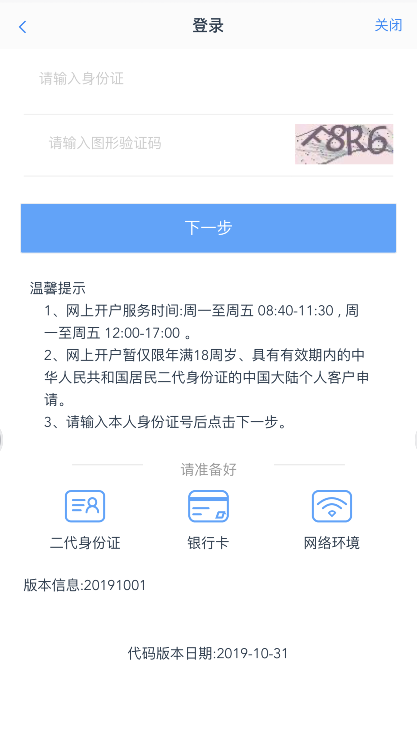 登录
关闭
请输入身份证
请输入图形验证码
下一步
温馨提示
1、网上开户服务时间:周一至周五 08:40-11:30 , 周
一至周五 12:00-17:00 。
2、网上开户暂仅限年满18周岁、具有有效期内的中
华人民共和国居民二代身份证的中国大陆个人客户申
请。
3、请输入本人身份证号后点击下一步。
请准备好
二代身份证
银行卡
网络环境
版本信息:20191001
代码版本日期:2019-10-31